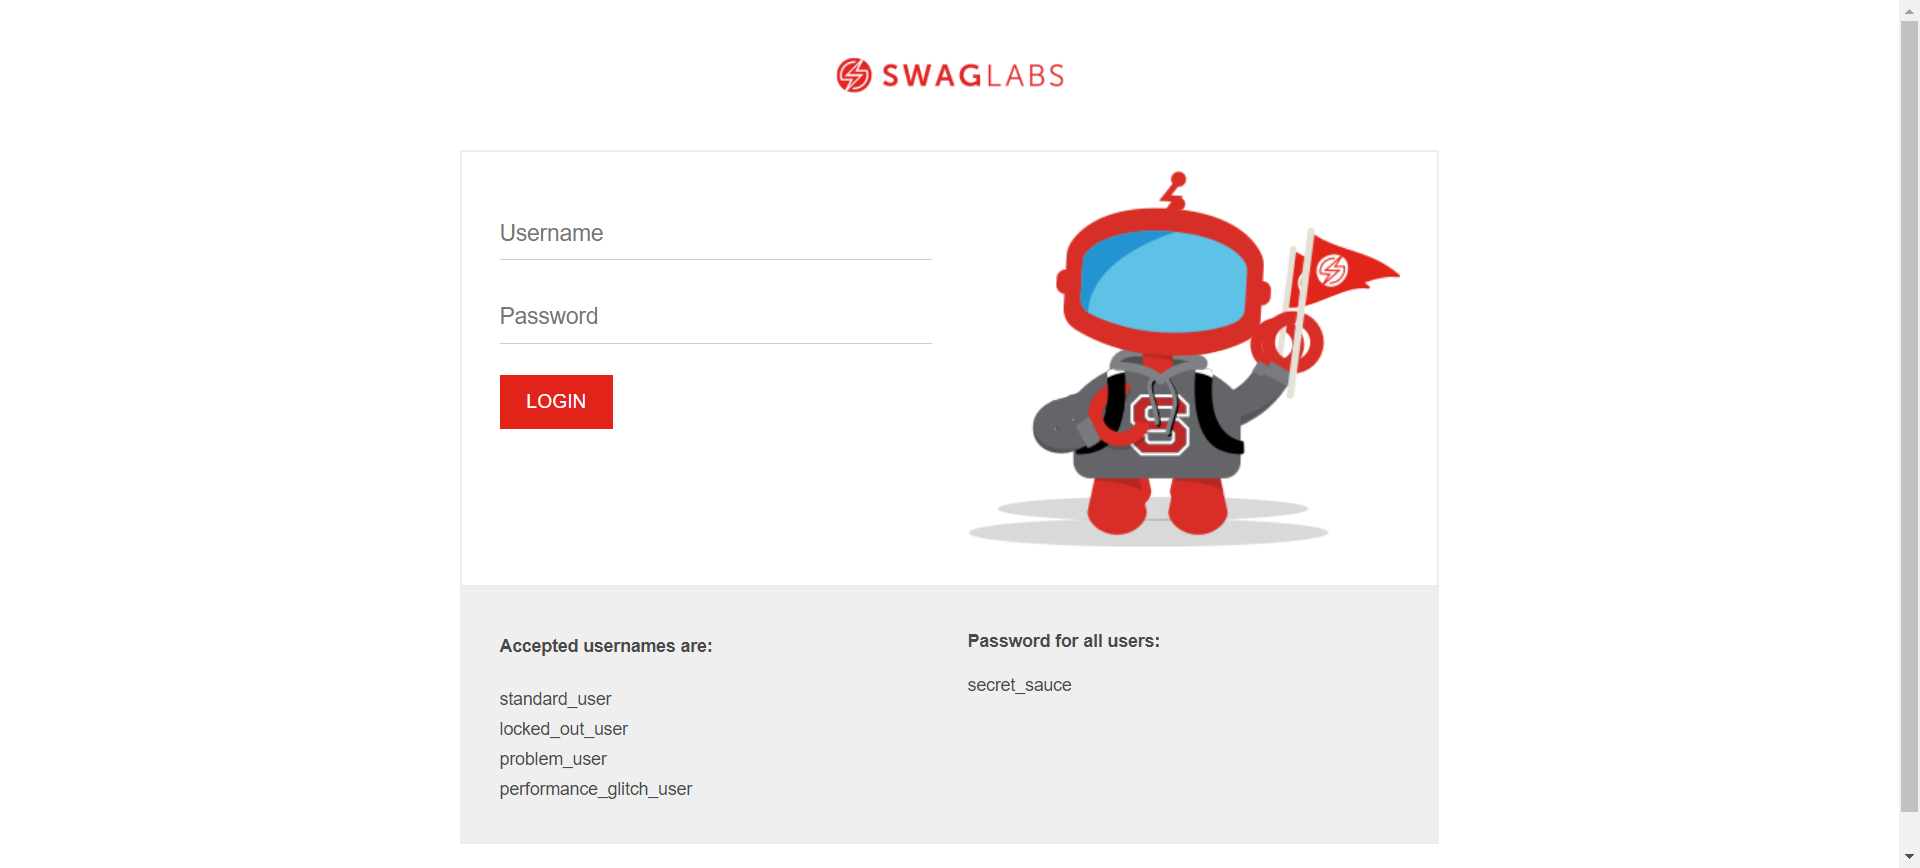 SWAGLABS
Username
Password
LOGIN
S
Accepted usernames are:
standard_user
locked_out_user
problem_user
performance_glitch_user
Password for all users:
secret_sauce